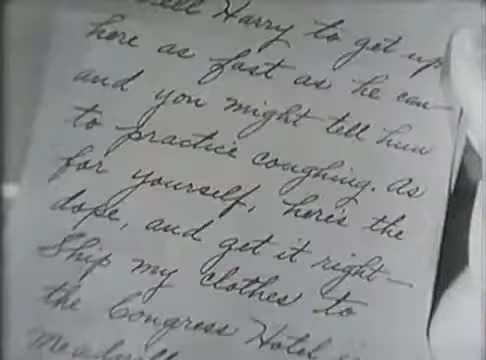 Tell Harry to get up
here as fast as he can—
and you might tell him
to practice coughing. As
for yourself, here's the
dope, and get it right—
Ship my clothes to
the Congress Hotel in